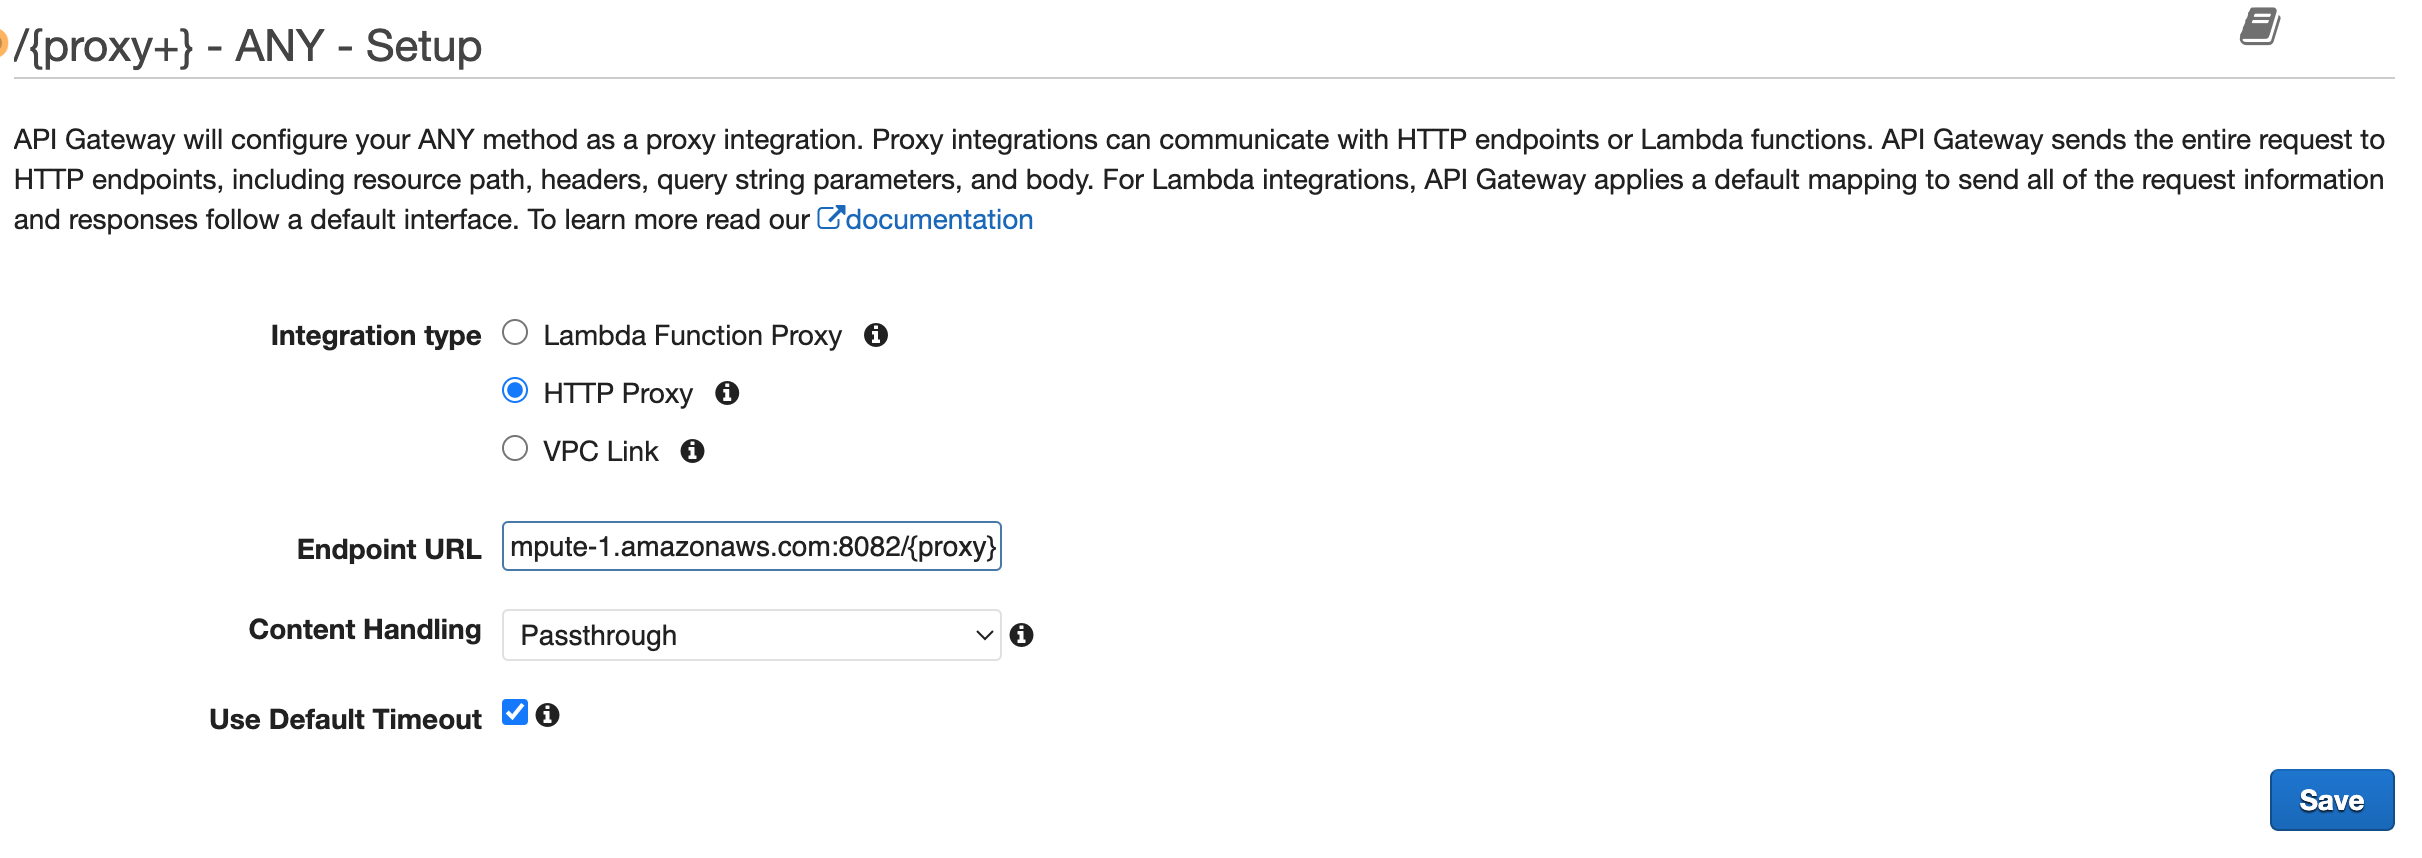 /{proxy+} - ANY - Setup
API Gateway will configure your ANY method as a proxy integration. Proxy integrations can communicate with HTTP endpoints or Lambda functions. API Gateway sends the entire request to
HTTP endpoints, including resource path, headers, query string parameters, and body. For Lambda integrations, API Gateway applies a default mapping to send all of the request information
and responses follow a default interface. To learn more read our documentation
Integration type Lambda Function Proxy
HTTP Proxy
VPC Link
Endpoint URL mpute-1.amazonaws.com:8082/{proxy}
Content Handling Passthrough
Use Default Timeout
Save